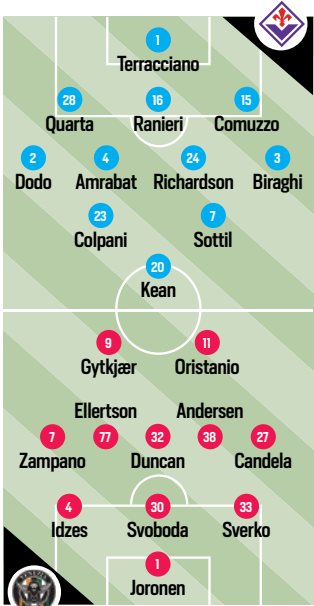 1
Terracciano
28 16 15
Quarta Ranieri Comuzzo
2 4 24 3
Dodo Amrabat Richardson Biraghi
23 7
Colpani Sottil
20
Kean
9 11
Gytkjær Oristanio
Ellertson Andersen
7 77 32 38 27
Zampano Duncan Candela
4 30 33
Idzes Svoboda Sverko
1
Joronen